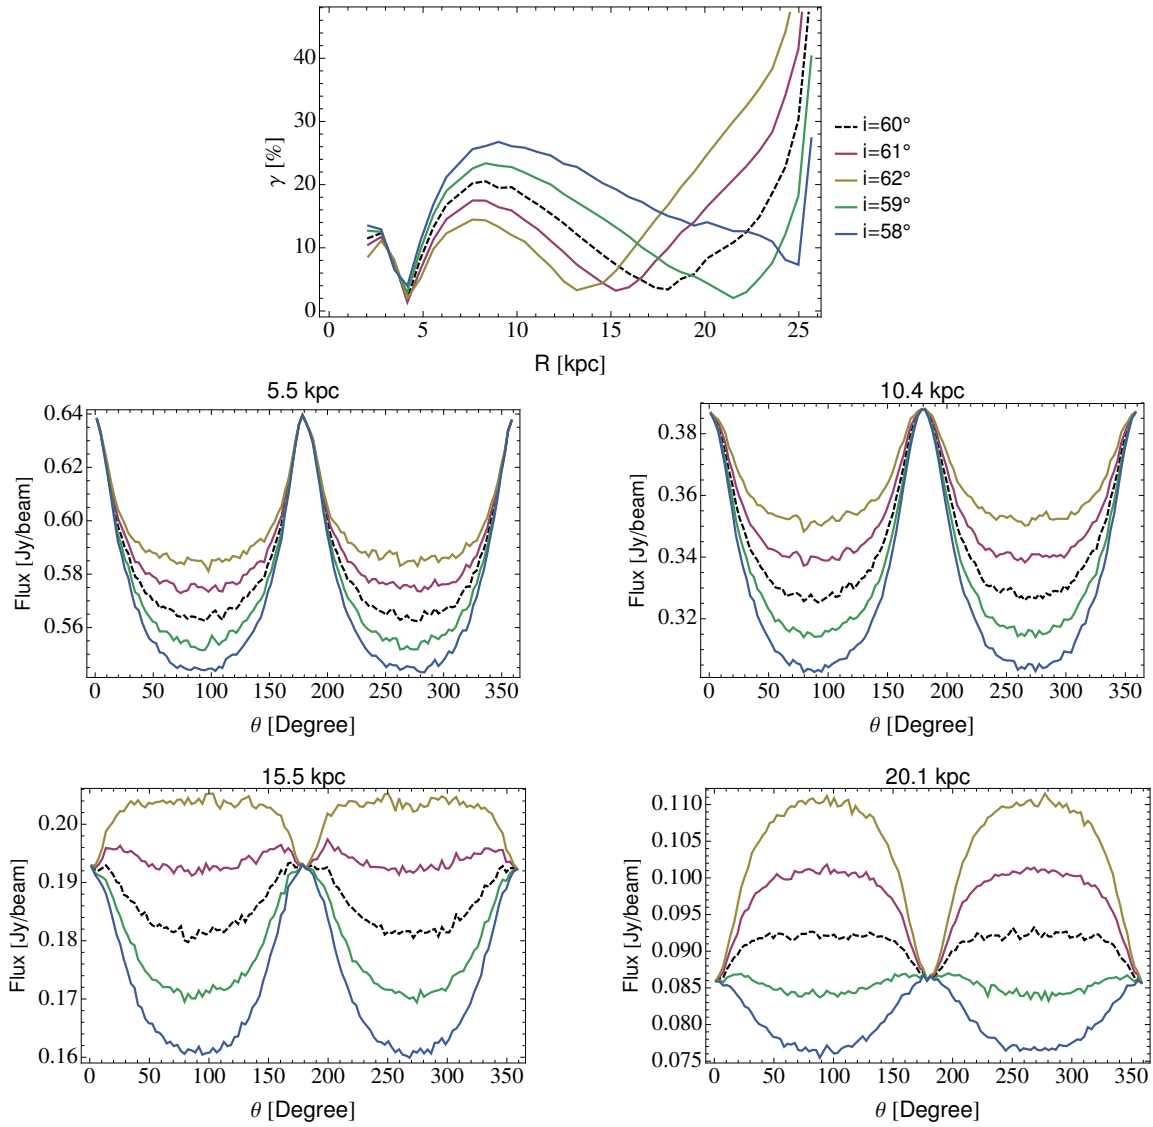 40
30
20
10
0
γ [%]
0 5 10 15 20 25
R [kpc]
i=60°
i=61°
i=62°
i=59°
i=58°
5.5 kpc
0.64
0.62
0.60
0.58
0.56
Flux [Jy/beam]
0 50 100 150 200 250 300 350
θ [Degree]
10.4 kpc
0.38
0.36
0.34
0.32
Flux [Jy/beam]
0 50 100 150 200 250 300 350
θ [Degree]
15.5 kpc
0.20
0.19
0.18
0.17
0.16
Flux [Jy/beam]
0 50 100 150 200 250 300 350
θ [Degree]
20.1 kpc
0.110
0.105
0.100
0.095
0.090
0.085
0.080
0.075
Flux [Jy/beam]
0 50 100 150 200 250 300 350
θ [Degree]